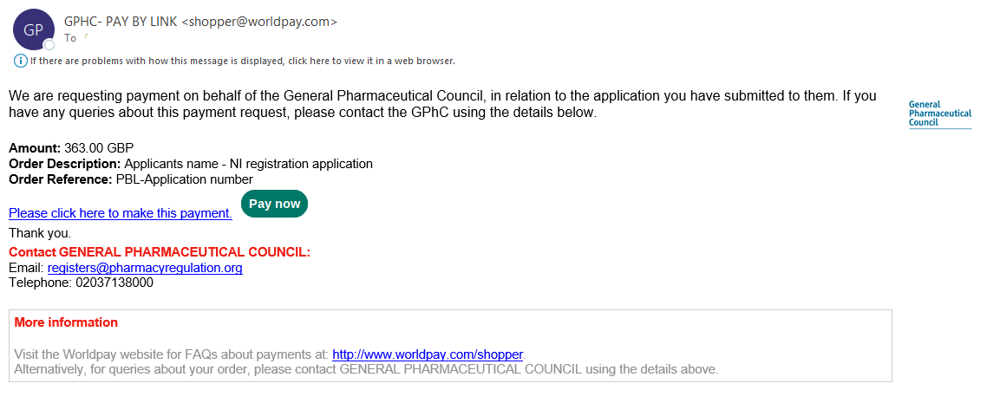 GP
GPHC- PAY BY LINK <shopper@worldpay.com>
To
If there are problems with how this message is displayed, click here to view it in a web browser.
We are requesting payment on behalf of the General Pharmaceutical Council, in relation to the application you have submitted to them. If you
have any queries about this payment request, please contact the GPhC using the details below.
General
Pharmaceutical
Council
Amount: 363.00 GBP
Order Description: Applicants name - NI registration application
Order Reference: PBL-Application number
Please click here to make this payment. Pay now
Thank you.
Contact GENERAL PHARMACEUTICAL COUNCIL:
Email: registers@pharmacyregulation.org
Telephone: 02037138000
More information
Visit the Worldpay website for FAQs about payments at: http://www.worldpay.com/shopper.
Alternatively, for queries about your order, please contact GENERAL PHARMACEUTICAL COUNCIL using the details above.